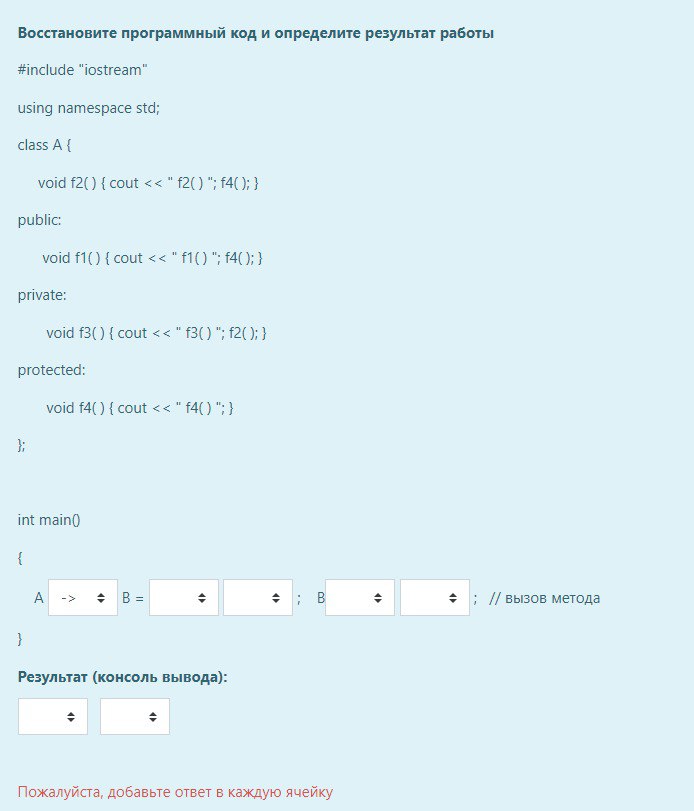 Восстановите программный код и определите результат работы
#include "iostream"
using namespace std;
class A {
void f2( ) { cout << " f2( ) "; f4( ); }
public:
void f1( ) { cout << " f1( ) "; f4( ); }
private:
void f3( ) { cout << " f3( ) "; f2( ); }
protected:
void f4( ) { cout << " f4( ) "; }
};
int main()
{
A -> B = ; B ; // вызов метода
}
Результат (консоль вывода):
Пожалуйста, добавьте ответ в каждую ячейку